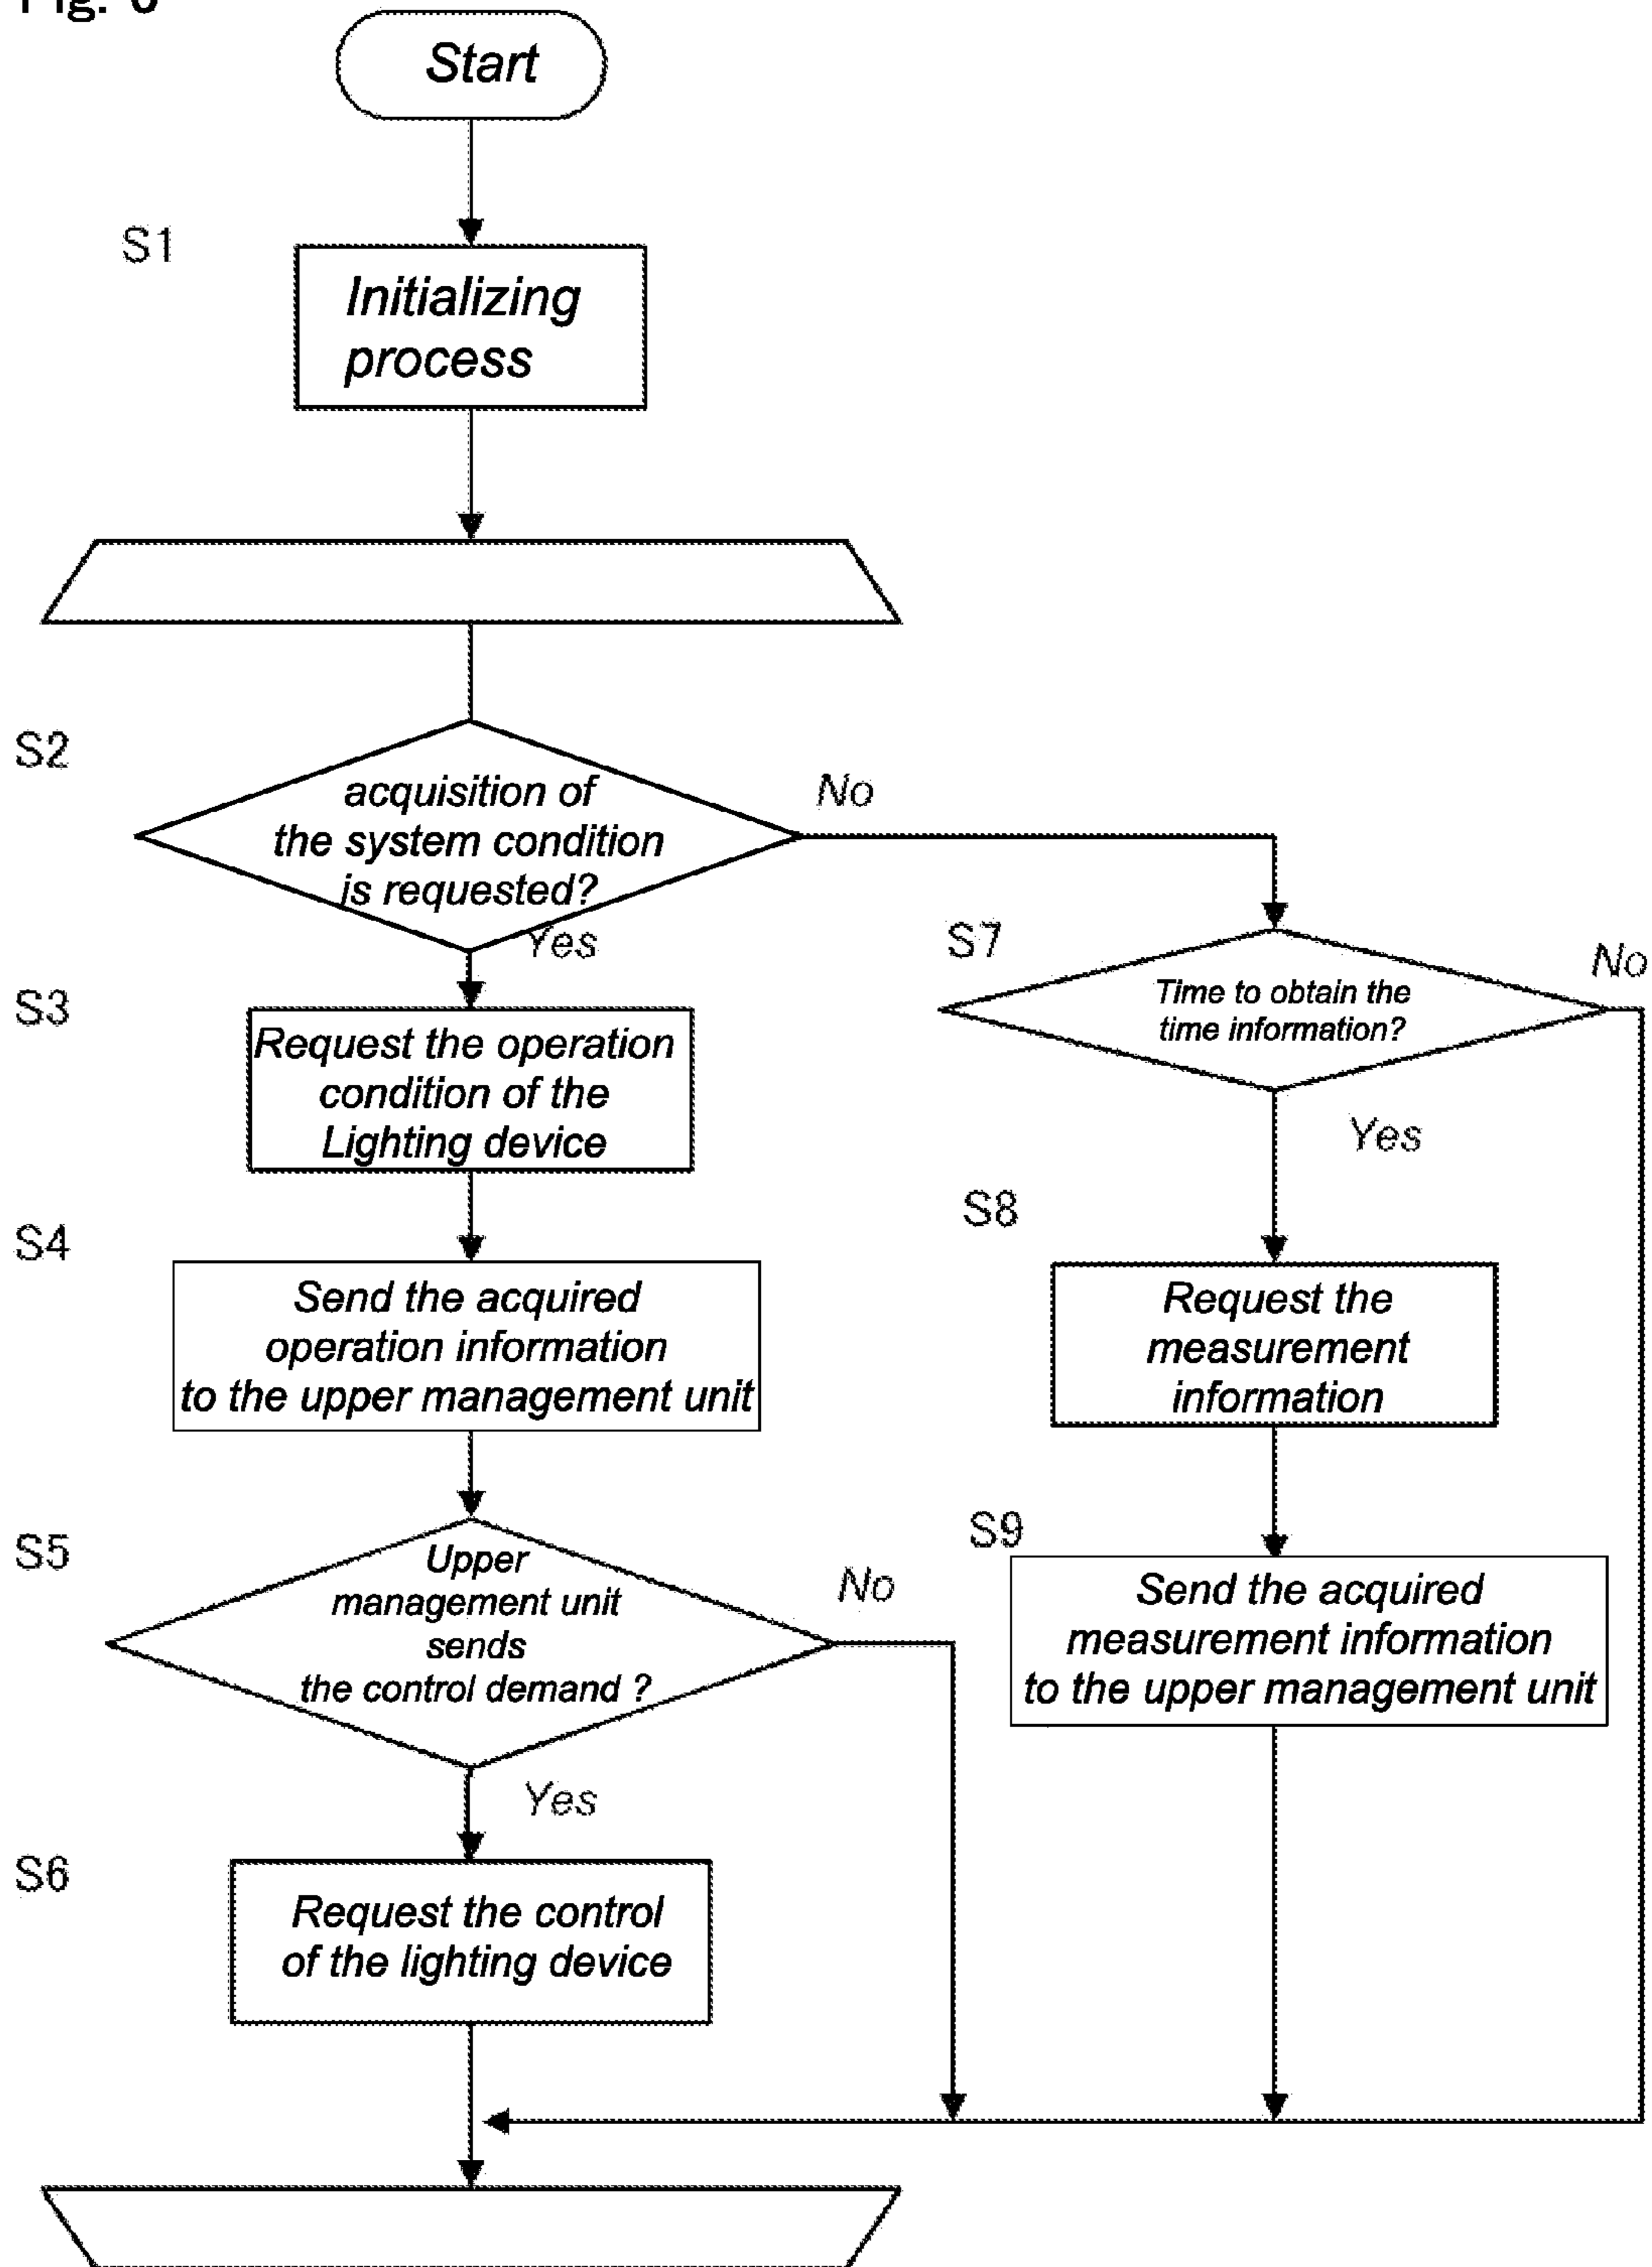 Start
S1
Initializing
process
S2
acquisition of
the system condition
is requested?
No
Yes
S3
Request the operation
condition of the
Lighting device
S4
Send the acquired
operation information
to the upper management unit
S5
Upper
management unit
sends
the control demand ?
No
Yes
S6
Request the control
of the lighting device
S7
Time to obtain the
time information?
No
Yes
S8
Request the
measurement
information
S9
Send the acquired
measurement information
to the upper management unit